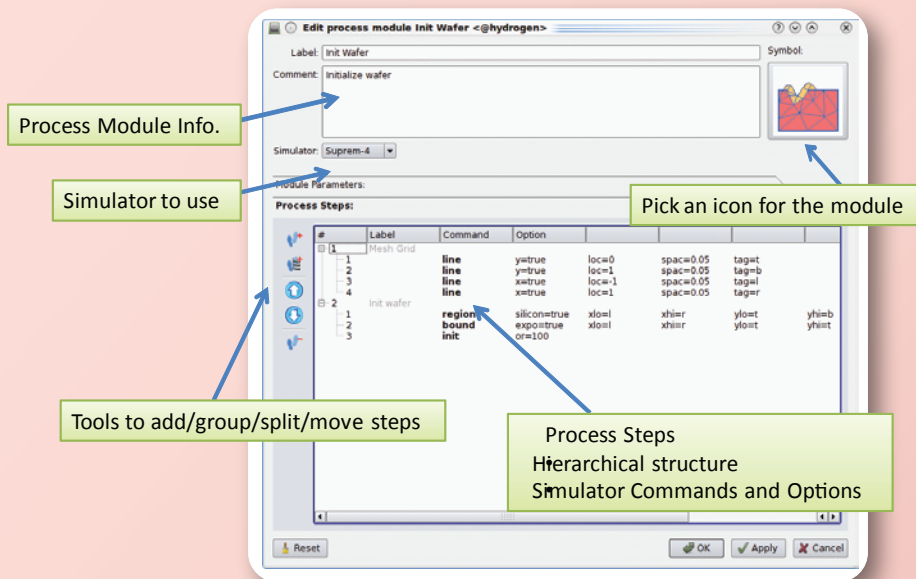 Edit process module Init Wafer <@hydrogen>
Label: Init Wafer
Symbol:
Comment: Initialize wafer
Process Module Info.
Simulator: Suprem-4
Simulator to use
Module Parameters:
Pick an icon for the module
Process Steps:
# Label Command Option
1 Mesh Grid
1 line y=true loc=0 spac=0.05 tag=t
2 line y=true loc=1 spac=0.05 tag=b
3 line x=true loc=-1 spac=0.05 tag=l
4 line x=true loc=1 spac=0.05 tag=r
2 Init wafer
1 region silicon=true xlo=l xhi=r ylo=t yhi=b
2 bound expo=true xlo=l xhi=r ylo=t yhi=t
3 init or=100
Tools to add/group/split/move steps
Process Steps
• Hierarchical structure
• Simulator Commands and Options
Reset OK Apply Cancel